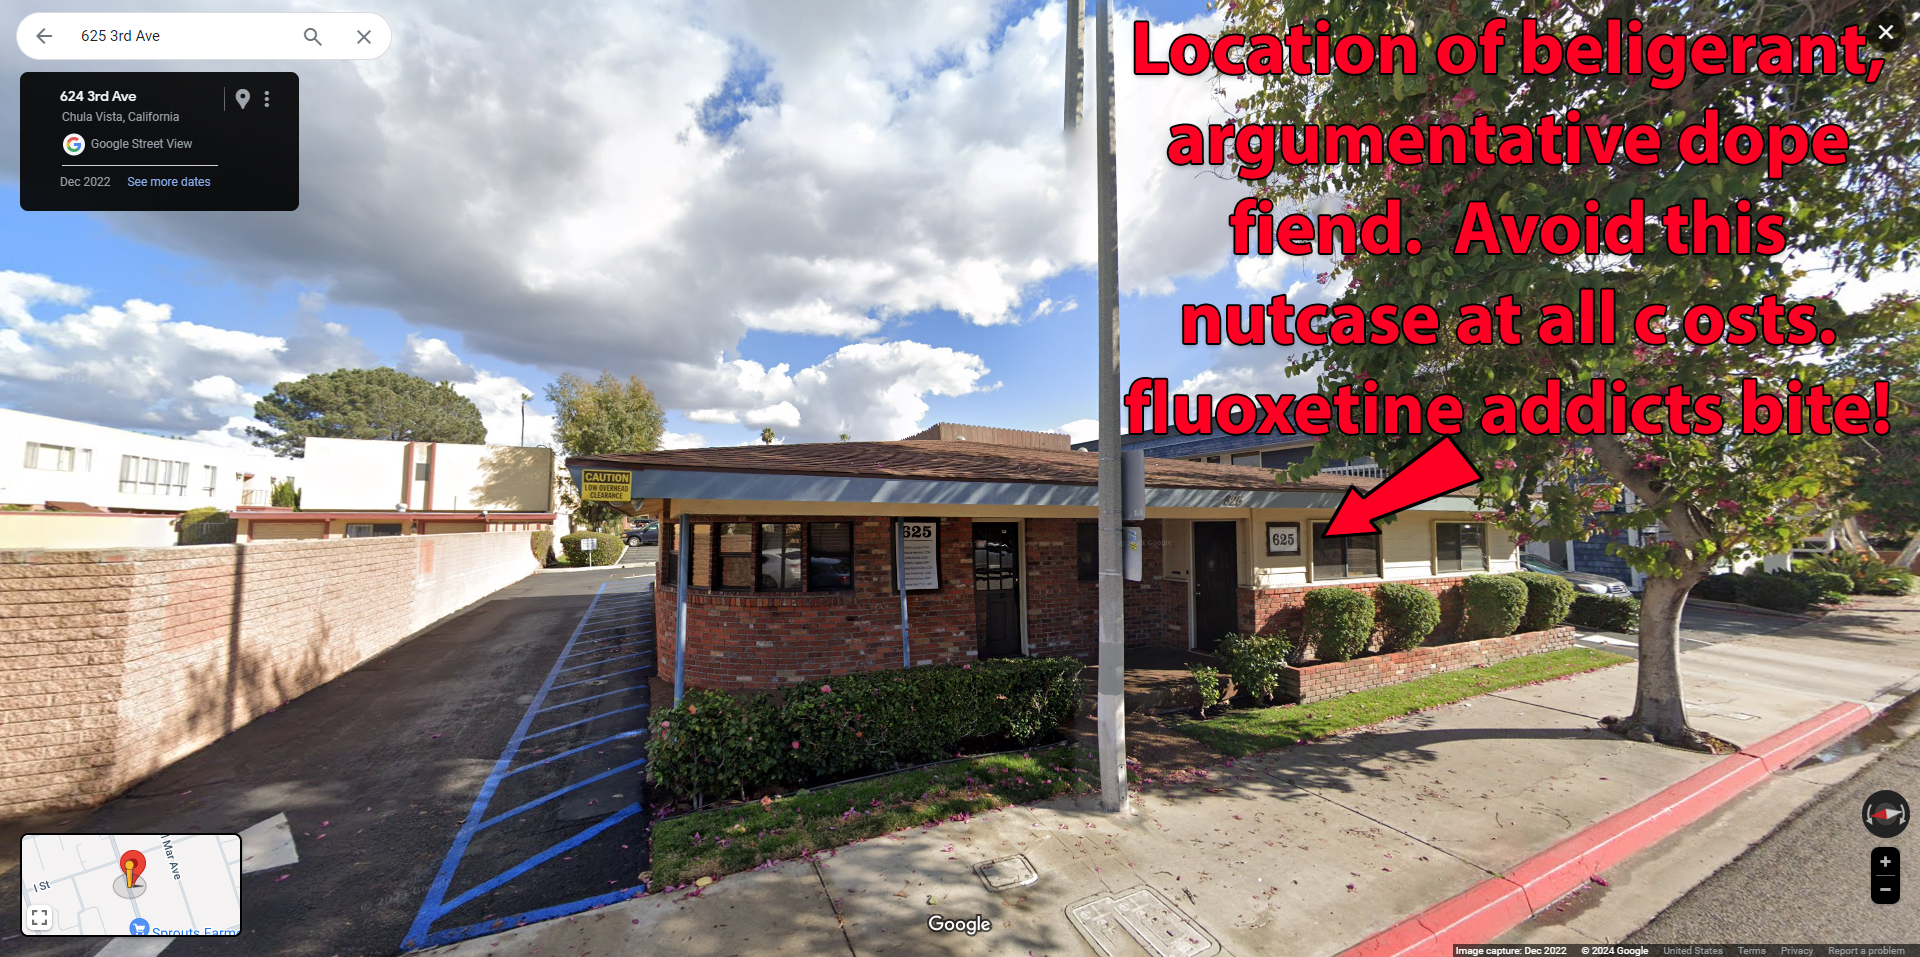 625 3rd Ave
624 3rd Ave
Chula Vista, California
Google Street View
Dec 2022 See more dates
Location of beligerant,
argumentative dope
fiend. Avoid this
nutcase at all c osts.
fluoxetine addicts bite!
CAUTION
LOW OVERHEAD
CLEARANCE
625
625
I St
l Mar Ave
Sprouts Farm
Google
Image capture: Dec 2022 © 2024 Google United States Terms Privacy Report a problem